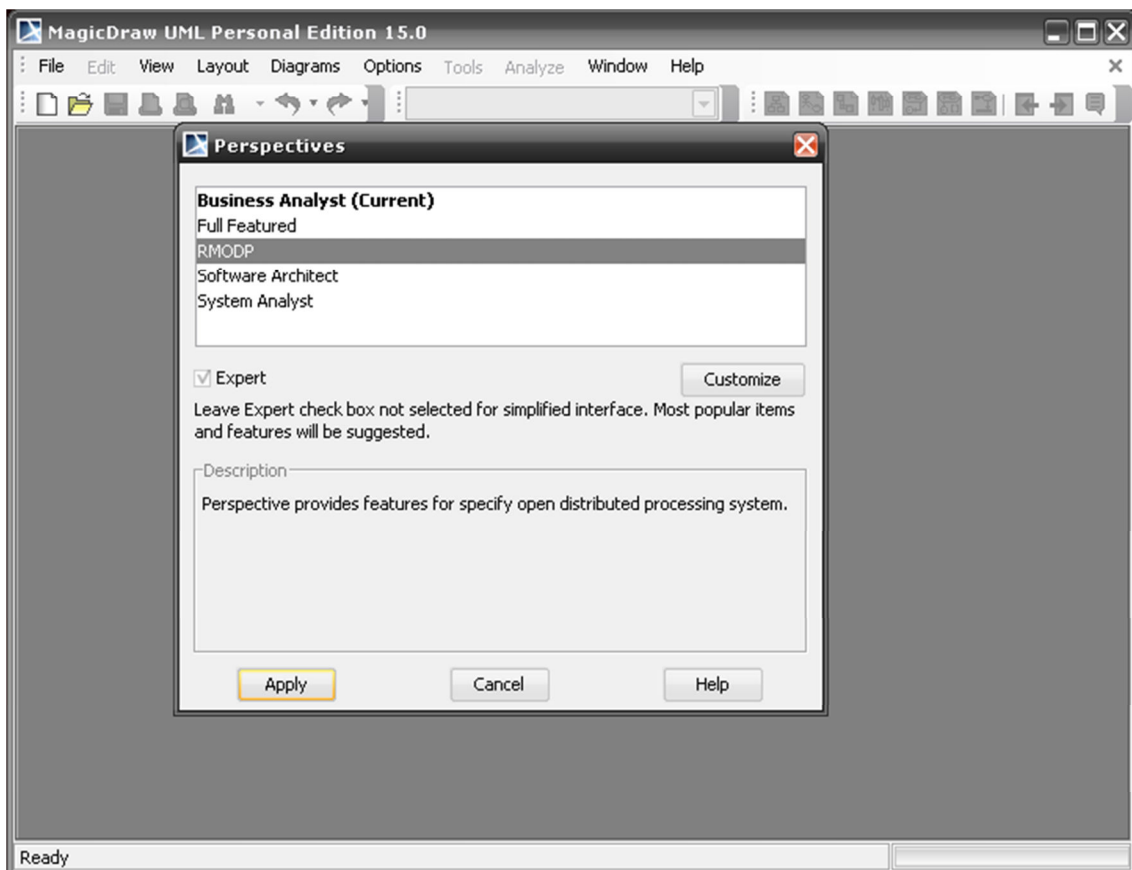 MagicDraw UML Personal Edition 15.0
File Edit View Layout Diagrams Options Tools Analyze Window Help
Perspectives
Business Analyst (Current)
Full Featured
RMODP
Software Architect
System Analyst
Expert
Customize
Leave Expert check box not selected for simplified interface. Most popular items
and features will be suggested.
Description
Perspective provides features for specify open distributed processing system.
Apply Cancel Help
Ready